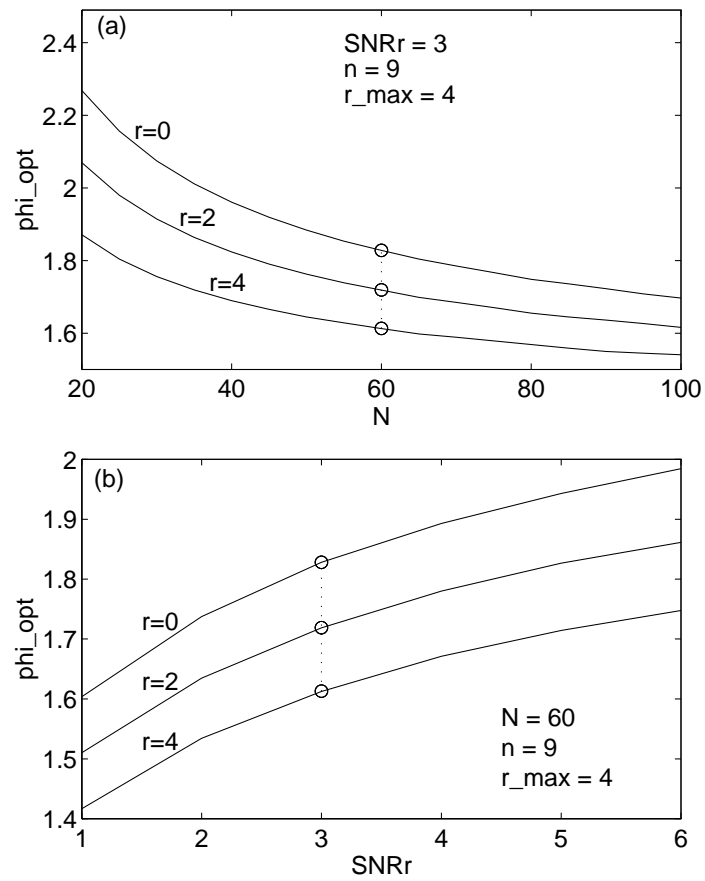 (a)
SNRr = 3
n = 9
r_max = 4
2.4
2.2
2
1.8
1.6
phi_opt
r=0
r=2
r=4
20
40
60
80
100
N
(b)
2
1.9
1.8
1.7
1.6
1.5
1.4
phi_opt
r=0
r=2
r=4
N = 60
n = 9
r_max = 4
1
2
3
4
5
6
SNRr